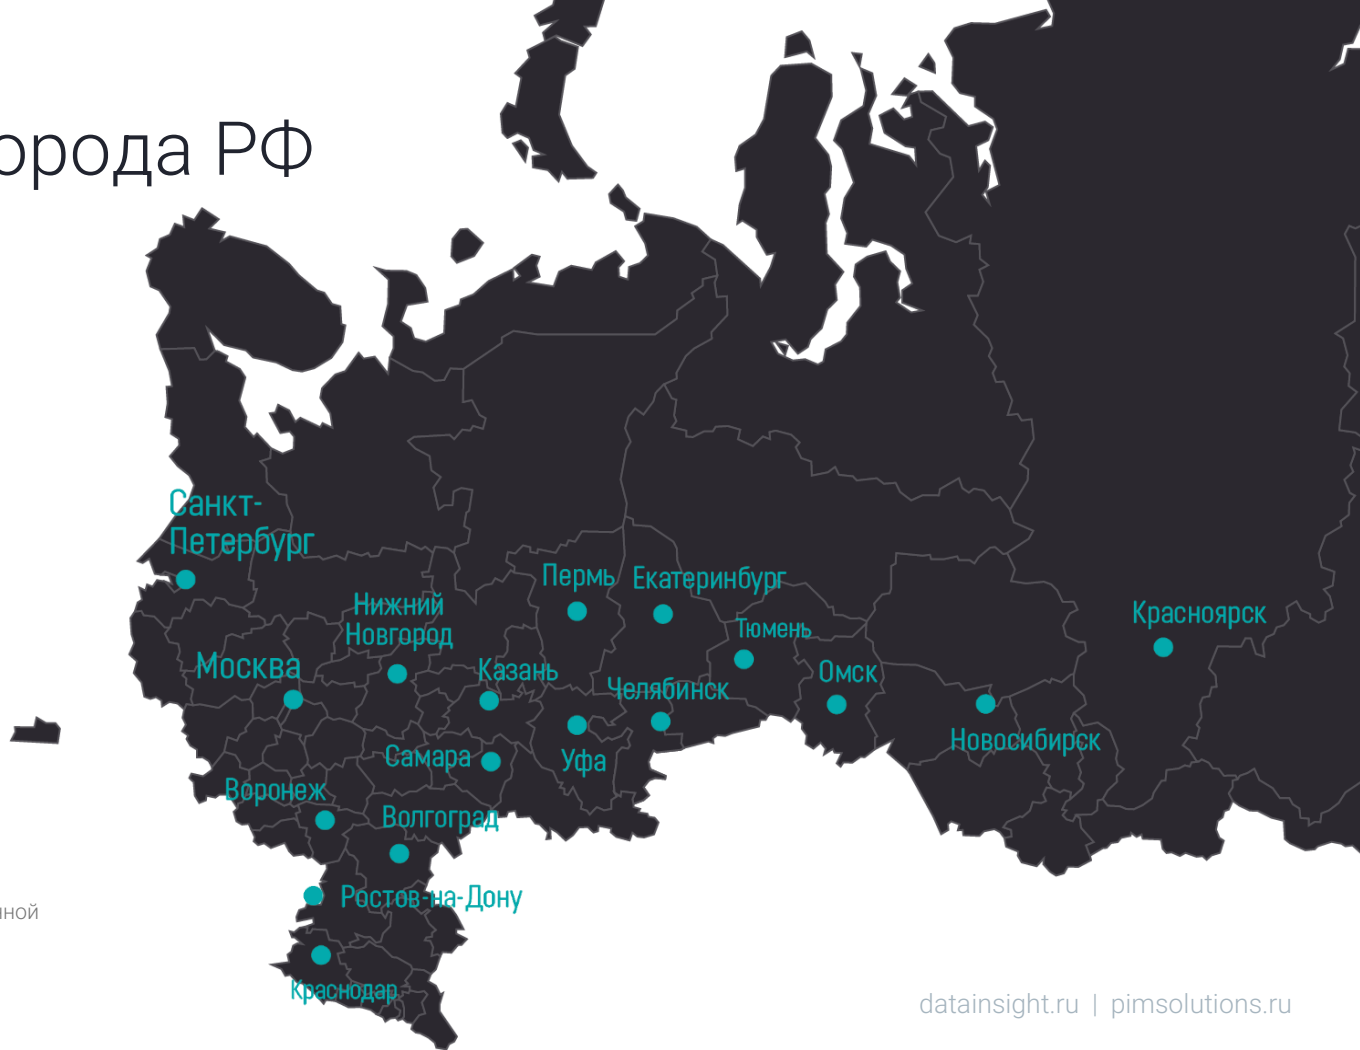 орода РФ
Санкт-
Петербург
Пермь
Екатеринбург
Нижний
Новгород
Красноярск
Тюмень
Москва
Казань
Омск
Челябинск
Новосибирск
Самара
Уфа
Воронеж
Волгоград
Ростов-на-Дону
нной
Краснодар
datainsight.ru | pimsolutions.ru